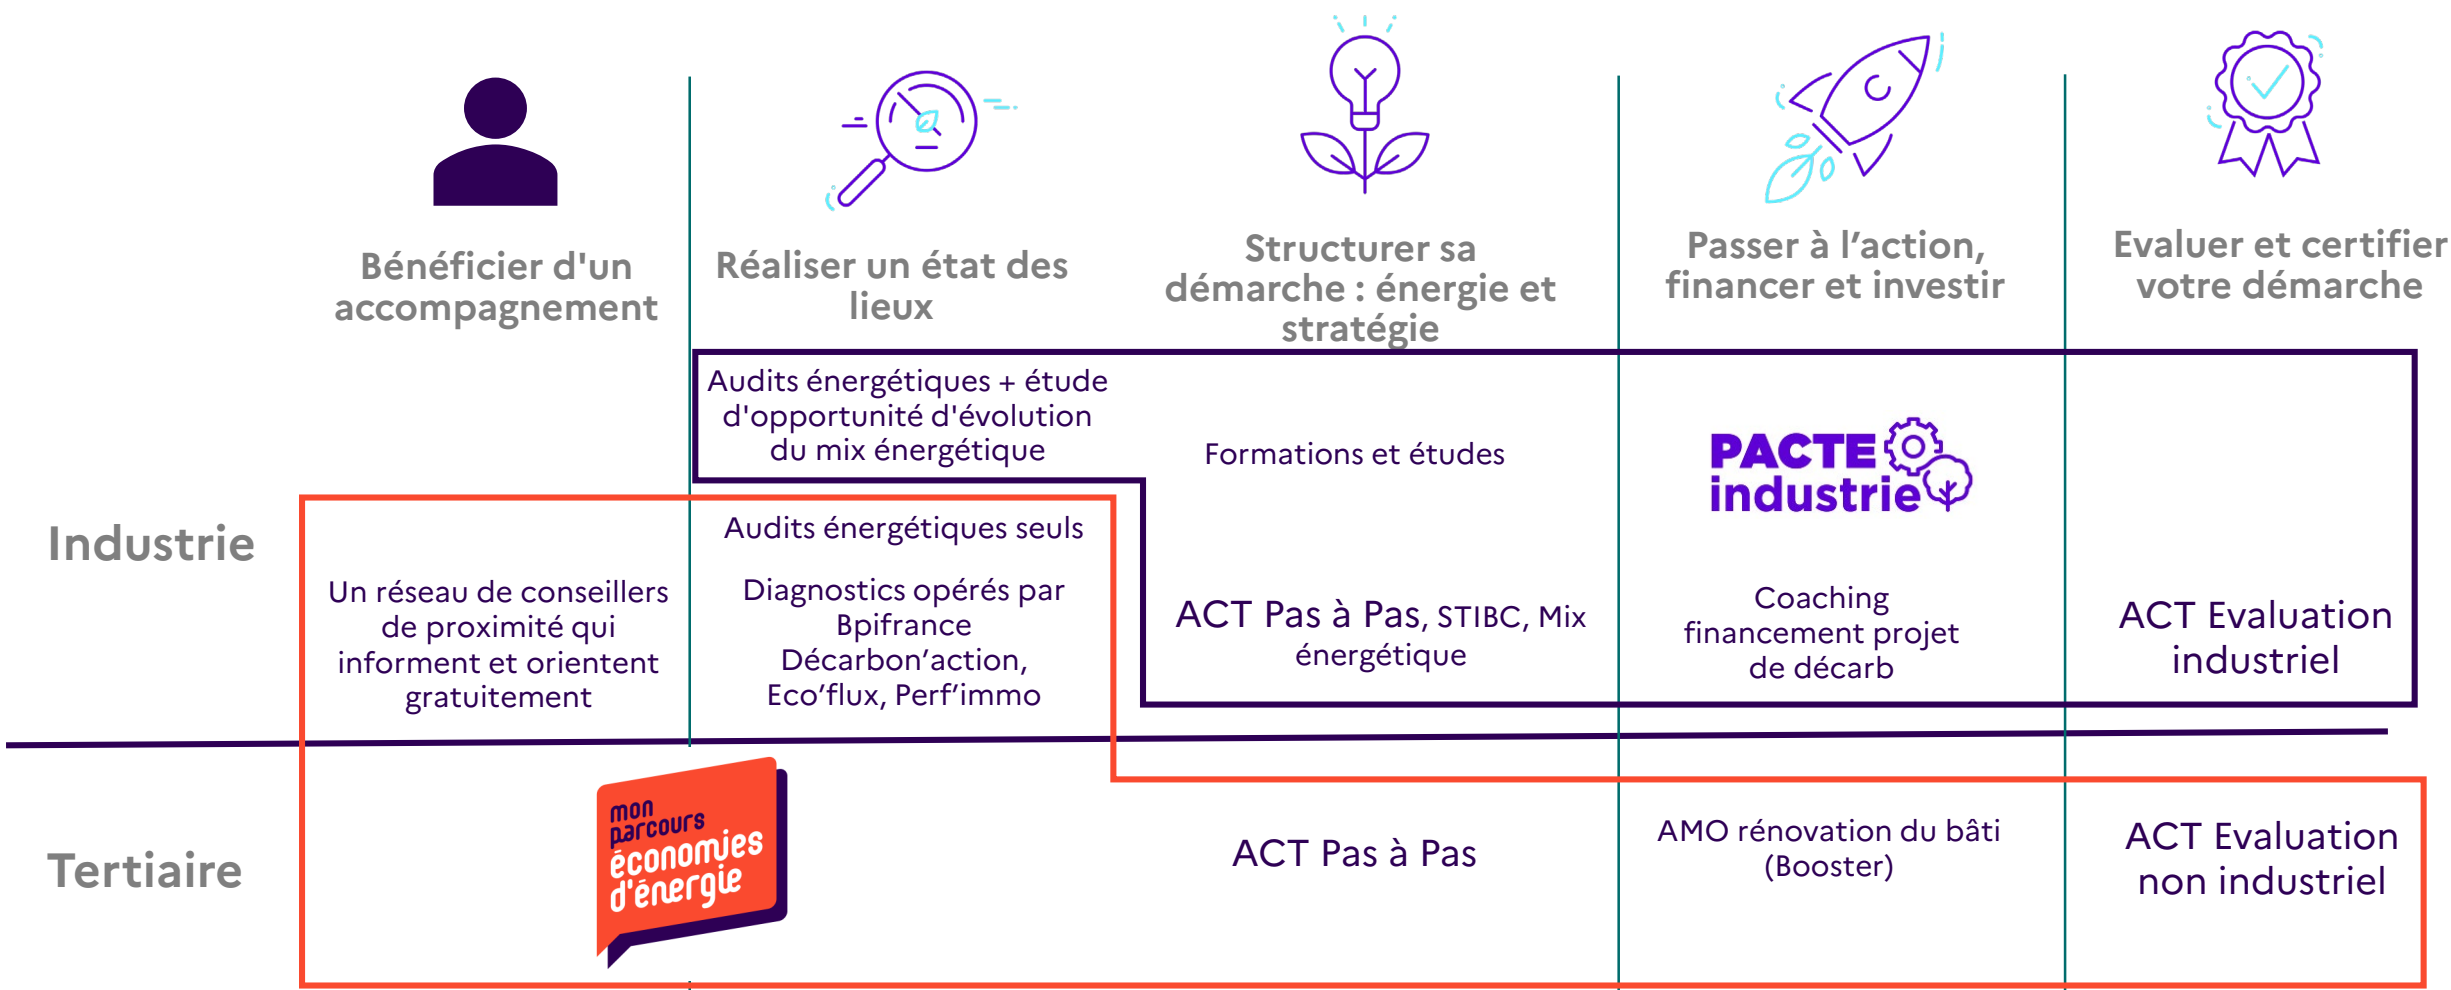 Bénéficier d'un
accompagnement
Réaliser un état des
lieux
Structurer sa
démarche : énergie et
stratégie
Passer à l’action,
financer et investir
Evaluer et certifier
votre démarche
Industrie
Un réseau de conseillers
de proximité qui
informent et orientent
gratuitement
Audits énergétiques + étude
d'opportunité d'évolution
du mix énergétique
Audits énergétiques seuls
Diagnostics opérés par
Bpifrance
Décarbon’action,
Eco’flux, Perf’immo
Formations et études
ACT Pas à Pas, STIBC, Mix
énergétique
PACTE
industrie
Coaching
financement projet
de décarb
ACT Evaluation
industriel
Tertiaire
mon
parcours
économies
d'énergie
ACT Pas à Pas
AMO rénovation du bâti
(Booster)
ACT Evaluation
non industriel